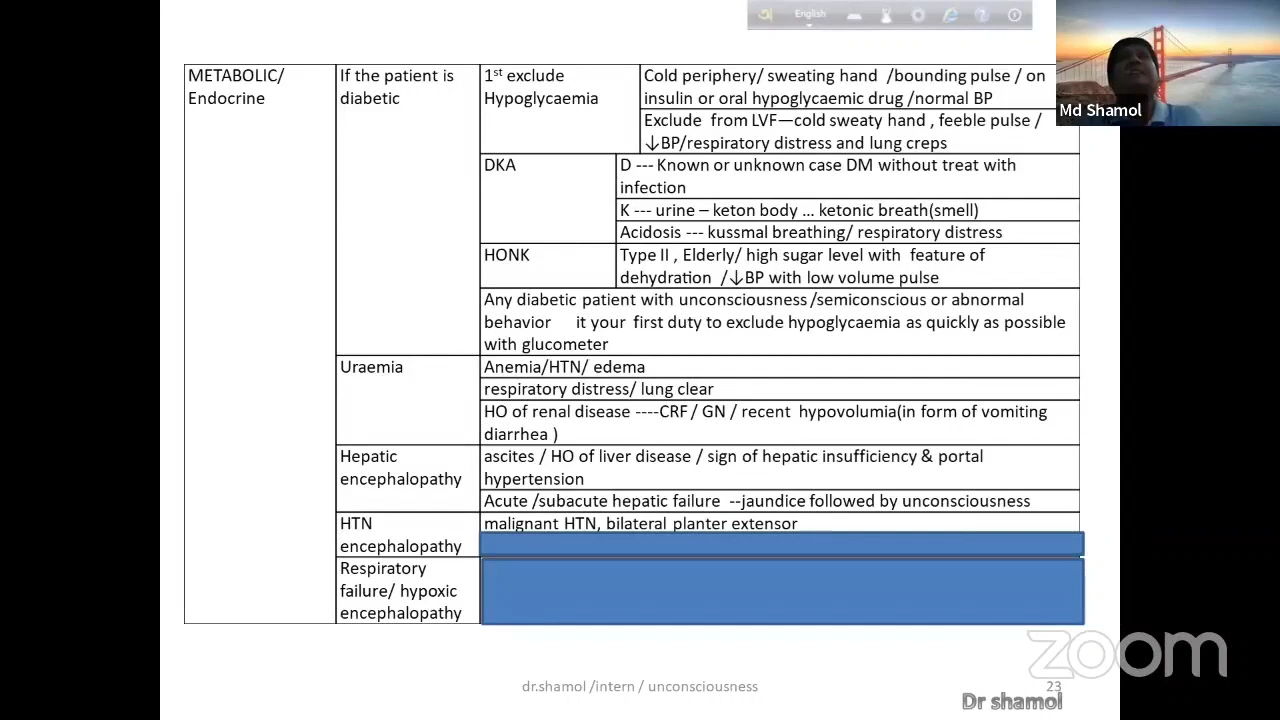 English
Md Shamol
METABOLIC/
Endocrine
If the patient is
diabetic
1st exclude
Hypoglycaemia
Cold periphery/ sweating hand /bounding pulse / on
insulin or oral hypoglycaemic drug /normal BP
Exclude from LVF—cold sweaty hand , feeble pulse /
↓BP/respiratory distress and lung creps
DKA
D --- Known or unknown case DM without treat with
infection
K --- urine – keton body ... ketonic breath(smell)
Acidosis --- kussmal breathing/ respiratory distress
HONK
Type II , Elderly/ high sugar level with feature of
dehydration /↓BP with low volume pulse
Any diabetic patient with unconsciousness /semiconscious or abnormal
behavior it your first duty to exclude hypoglycaemia as quickly as possible
with glucometer
Uraemia
Anemia/HTN/ edema
respiratory distress/ lung clear
HO of renal disease ----CRF / GN / recent hypovolumia(in form of vomiting
diarrhea )
Hepatic
encephalopathy
ascites / HO of liver disease / sign of hepatic insufficiency & portal
hypertension
Acute /subacute hepatic failure --jaundice followed by unconsciousness
HTN
encephalopathy
malignant HTN, bilateral planter extensor
Respiratory
failure/ hypoxic
encephalopathy
zoom
dr.shamol /intern / unconsciousness
23
Dr shamol